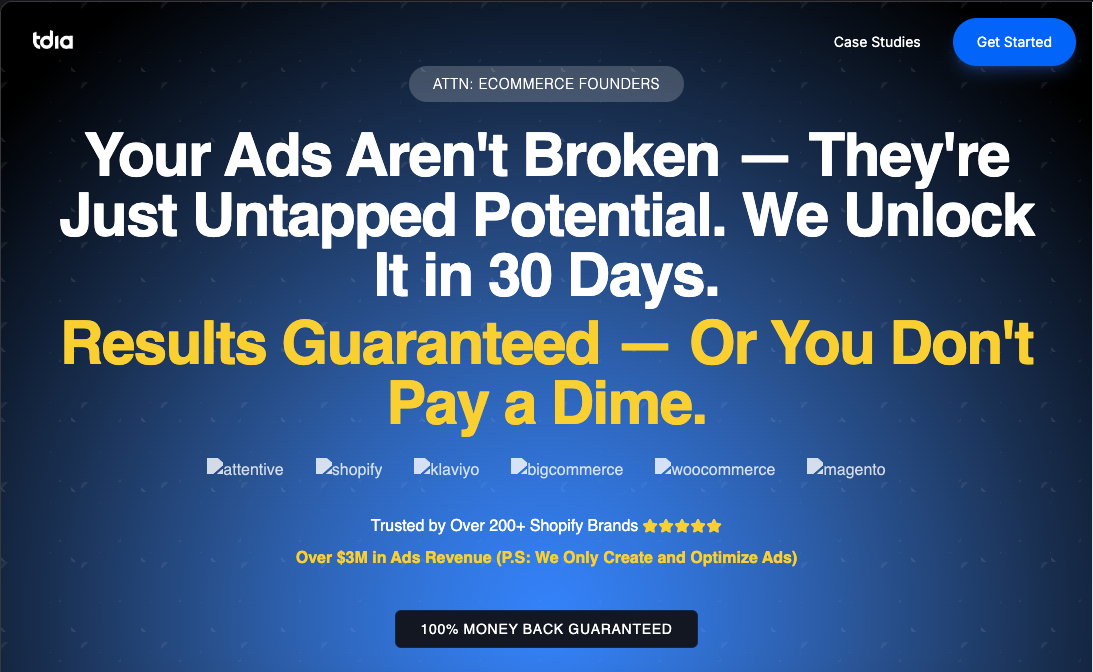 tdia
Case Studies
Get Started
ATTN: ECOMMERCE FOUNDERS
Your Ads Aren't Broken — They're
Just Untapped Potential. We Unlock
It in 30 Days.
Results Guaranteed — Or You Don't
Pay a Dime.
attentive shopify klaviyo bigcommerce woocommerce magento
Trusted by Over 200+ Shopify Brands
Over $3M in Ads Revenue (P.S: We Only Create and Optimize Ads)
100% MONEY BACK GUARANTEED